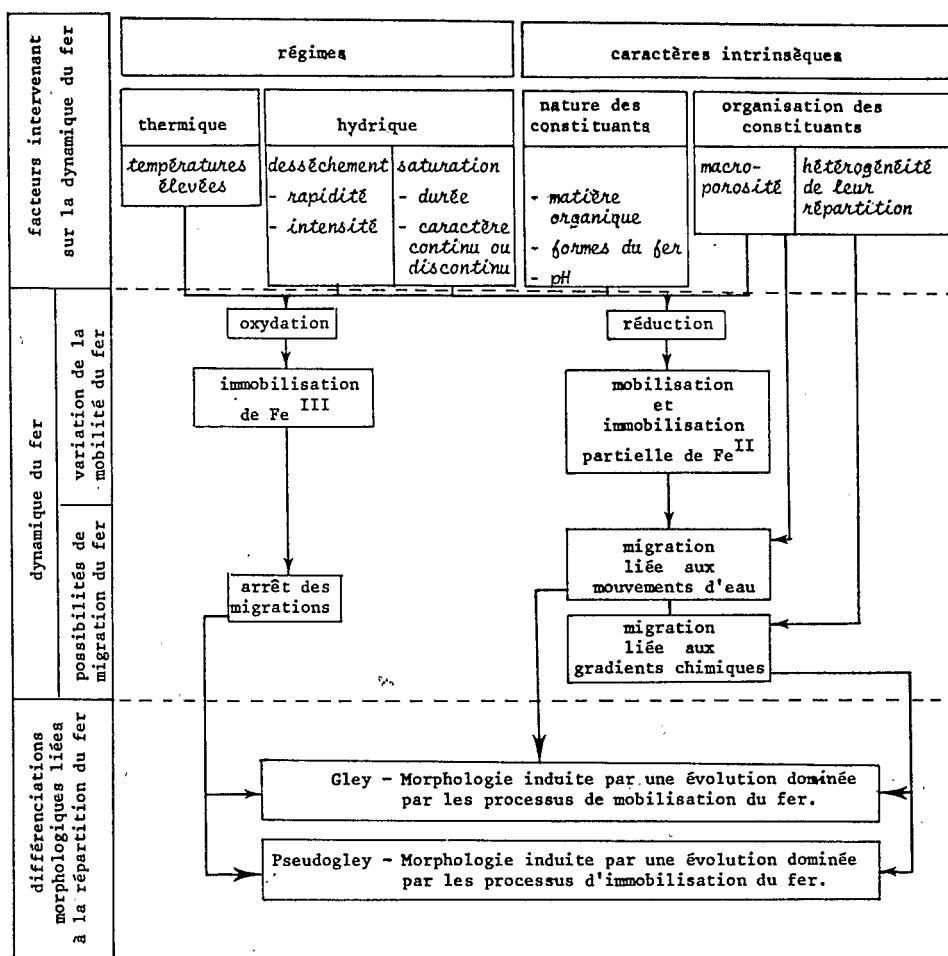 facteurs intervenant
sur la dynamique du fer
régimes
caractères intrinsèques
thermique
températures
élevées
hydrique
desséchement
- rapidité
- intensité
saturation
- durée
- caractère
continu ou
discontinu
nature des
constituants
- matière
organique
- formes du fer
- pH
organisation des
constituants
macro-
porosité
hétérogénéité
de leur
répartition
dynamique du fer
variation de la
mobilité du fer
oxydation
réduction
immobilisation
de Fe III
mobilisation
et
immobilisation
partielle de Fe II
possibilités de
migration du fer
arrêt des
migrations
migration
liée aux
mouvements d'eau
migration
liée aux
gradients chimiques
différenciations
morphologiques liées
a la répartition du fer
Gley - Morphologie induite par une évolution dominée
par les processus de mobilisation du fer.
Pseudogley - Morphologie induite par une évolution dominée
par les processus d'immobilisation du fer.